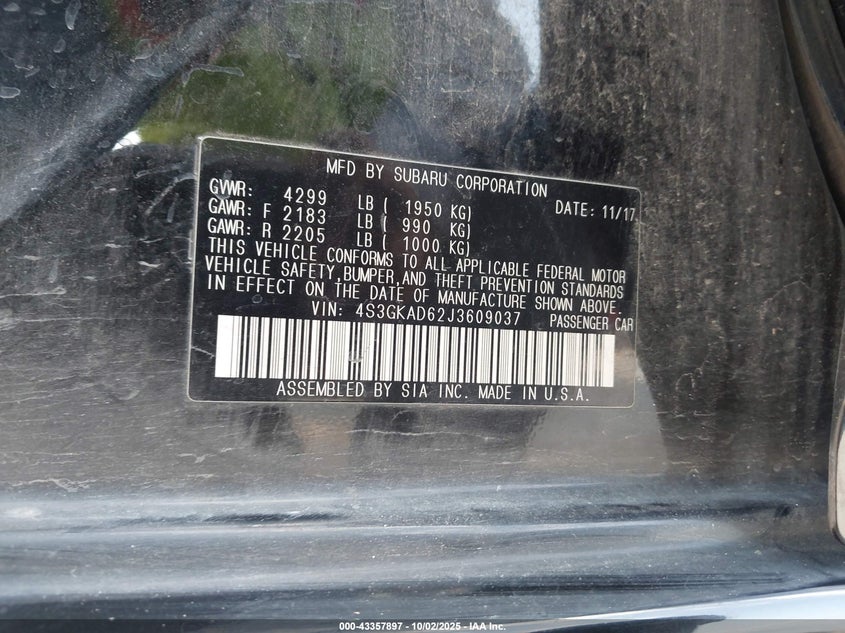 MFD BY SUBARU CORPORATION
GVWR: 4299 LB ( 1950 KG) DATE: 11/17
GAWR: F 2183 LB ( 990 KG)
GAWR: R 2205 LB ( 1000 KG)
THIS VEHICLE CONFORMS TO ALL APPLICABLE FEDERAL MOTOR
VEHICLE SAFETY, BUMPER, AND THEFT PREVENTION STANDARDS
IN EFFECT ON THE DATE OF MANUFACTURE SHOWN ABOVE.
VIN: 4S3GKAD62J3609037 PASSENGER CAR
ASSEMBLED BY SIA INC. MADE IN U.S.A.
000-43357897 - 10/02/2025 - IAA Inc.